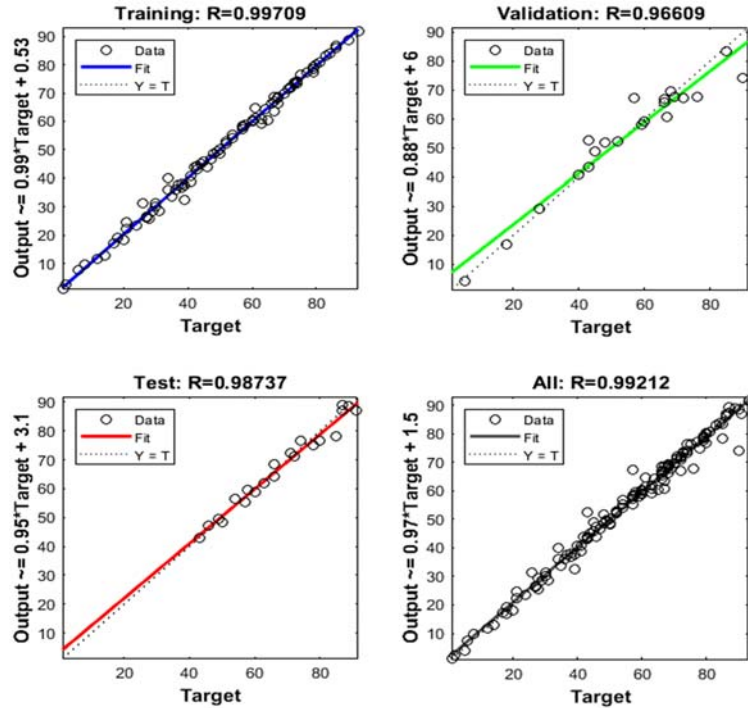 Training: R=0.99709
Output ~= 0.99*Target + 0.53
90
80
70
60
50
40
30
20
10
Data
Fit
Y = T
20
40
60
80
Target
Validation: R=0.96609
Output ~= 0.88*Target + 6
90
80
70
60
50
40
30
20
10
Data
Fit
Y = T
20
40
60
80
Target
Test: R=0.98737
Output ~= 0.95*Target + 3.1
90
80
70
60
50
40
30
20
10
Data
Fit
Y = T
20
40
60
80
Target
All: R=0.99212
Output ~= 0.97*Target + 1.5
90
80
70
60
50
40
30
20
10
Data
Fit
Y = T
20
40
60
80
Target